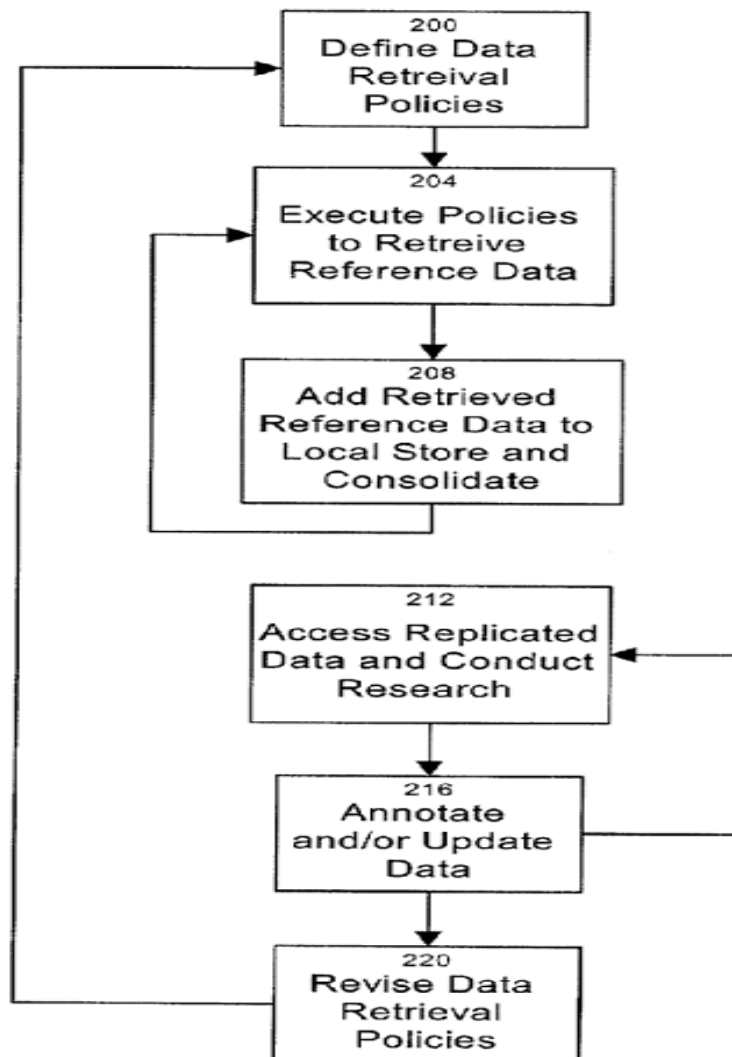 200
Define Data
Retreival
Policies
204
Execute Policies
to Retreive
Reference Data
208
Add Retrieved
Reference Data to
Local Store and
Consolidate
212
Access Replicated
Data and Conduct
Research
216
Annotate
and/or Update
Data
220
Revise Data
Retrieval
Policies